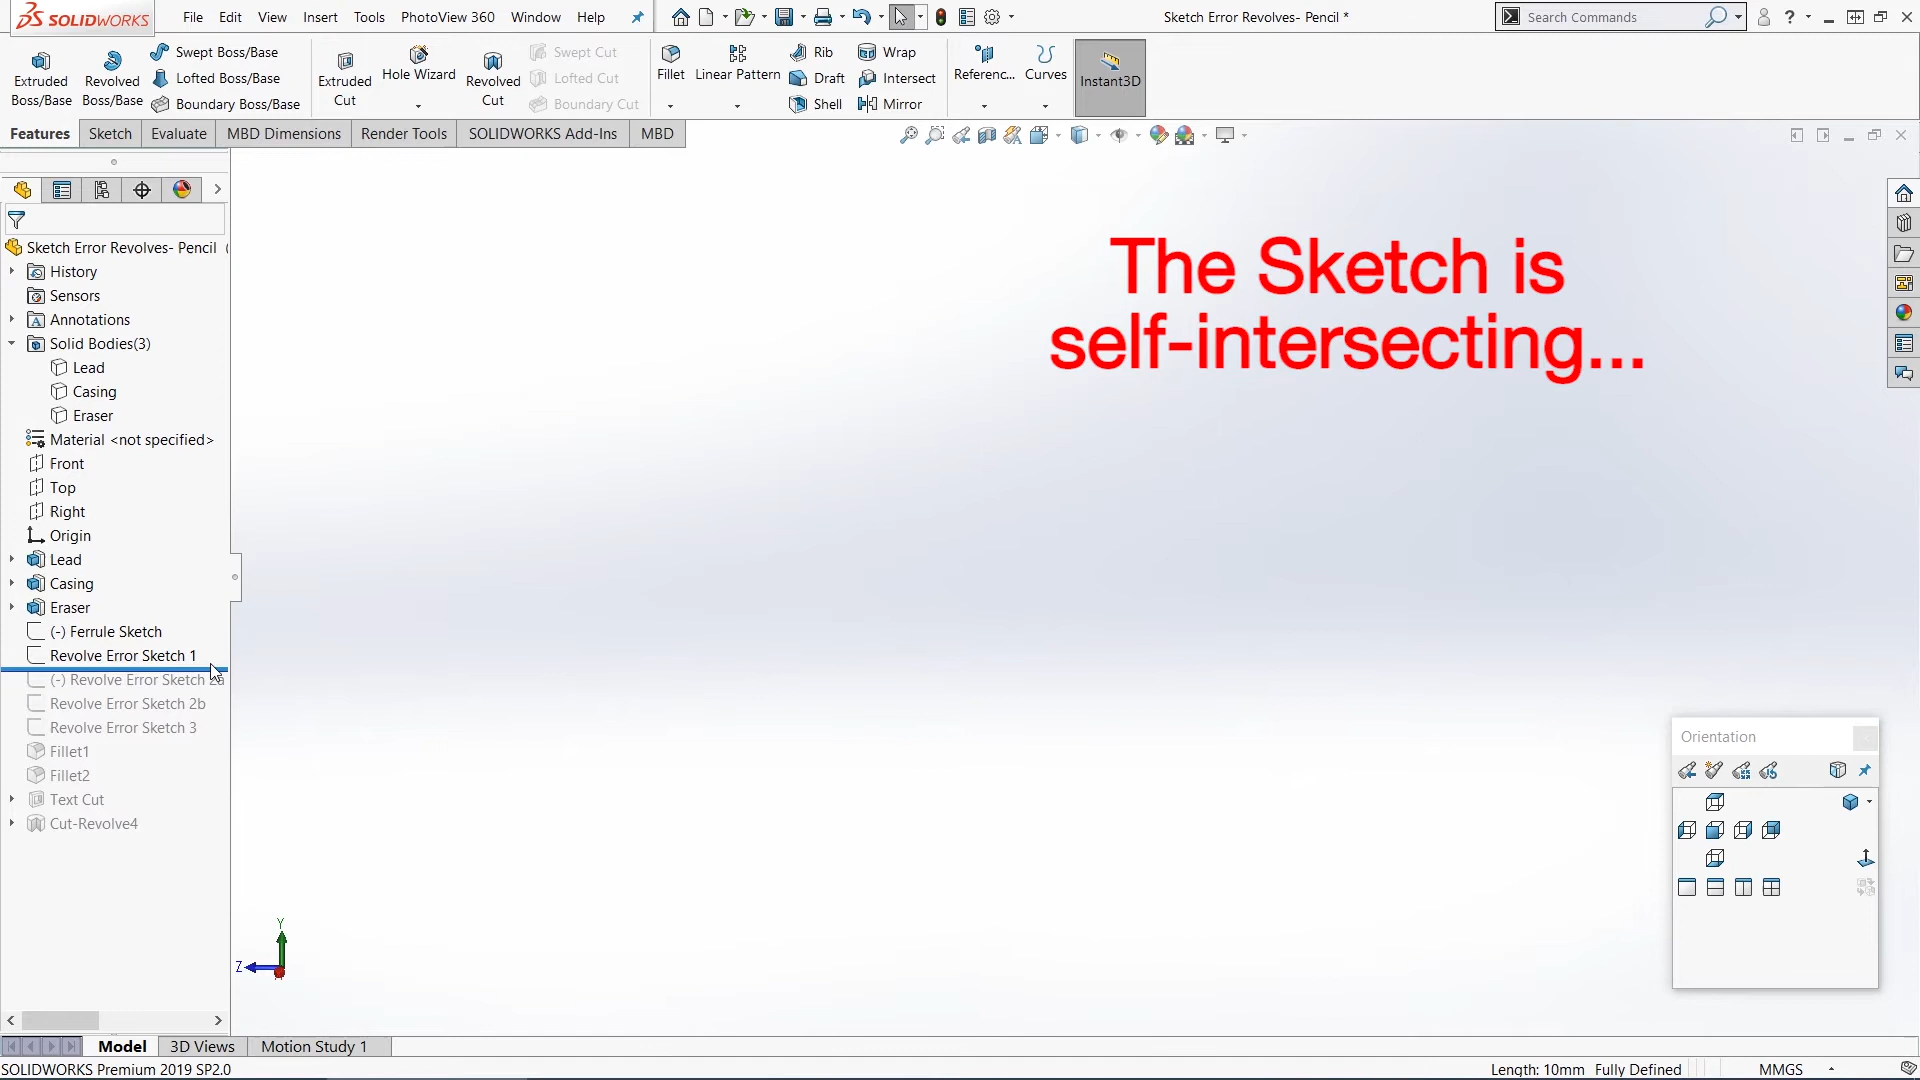 SOLIDWORKS
File Edit View Insert Tools PhotoView 360 Window Help
Sketch Error Revolves- Pencil *
Search Commands
?
Extruded Boss/Base
Revolved Boss/Base
Swept Boss/Base
Lofted Boss/Base
Boundary Boss/Base
Extruded Cut
Hole Wizard
Revolved Cut
Swept Cut
Lofted Cut
Boundary Cut
Fillet
Linear Pattern
Rib
Draft
Shell
Wrap
Intersect
Mirror
Referenc...
Curves
Instant3D
Features Sketch Evaluate MBD Dimensions Render Tools SOLIDWORKS Add-Ins MBD
Sketch Error Revolves- Pencil (
History
Sensors
Annotations
Solid Bodies(3)
Lead
Casing
Eraser
Material <not specified>
Front
Top
Right
Origin
Lead
Casing
Eraser
(-) Ferrule Sketch
Revolve Error Sketch 1
(-) Revolve Error Sketch 2a
Revolve Error Sketch 2b
Revolve Error Sketch 3
Fillet1
Fillet2
Text Cut
Cut-Revolve4
The Sketch is
self-intersecting...
Orientation
Y
Z
Model 3D Views Motion Study 1
SOLIDWORKS Premium 2019 SP2.0
Length: 10mm Fully Defined MMGS